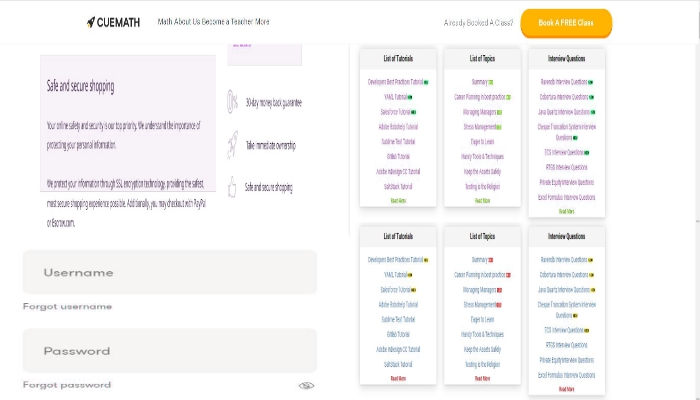 CUEMATH
Math About Us Become a Teacher More
Already Booked A Class?
Book A FREE Class
Safe and secure shopping
Your online safety and security is our top priority. We understand the importance of
protecting your personal information.
We protect your information through SSL encryption technology, providing the safest,
most secure shopping experience possible. Additionally, you may checkout with PayPal
or Escrow.com.
30-day money back guarantee
Take immediate ownership
Safe and secure shopping
Username
Forgot username
Password
Forgot password
List of Tutorials
Developers Best Practices Tutorial
YAML Tutorial
Salesforce Tutorial
Adobe Robohelp Tutorial
Sublime Text Tutorial
GitHub Tutorial
Adobe InDesign CC Tutorial
SaltStack Tutorial
Read More
List of Topics
Summary
Career Planning in best practice
Managing Managers
Stress Management
Eager to Learn
Handy Tools & Techniques
Keep the Assets Safely
Testing is the Religion
Read More
Interview Questions
RavenDb Interview Questions
Cobertura Interview Questions
Java Quartz Interview Questions
Cheque Truncation System Interview
Questions
ECS Interview Questions
RTGS Interview Questions
Private Equity Interview Questions
Excel Formulas Interview Questions
Read More
List of Tutorials
Developers Best Practices Tutorial
YAML Tutorial
Salesforce Tutorial
Adobe Robohelp Tutorial
Sublime Text Tutorial
GitHub Tutorial
Adobe InDesign CC Tutorial
SaltStack Tutorial
Read More
List of Topics
Summary
Career Planning in best practice
Managing Managers
Stress Management
Eager to Learn
Handy Tools & Techniques
Keep the Assets Safely
Testing is the Religion
Read More
Interview Questions
RavenDb Interview Questions
Cobertura Interview Questions
Java Quartz Interview Questions
Cheque Truncation System Interview
Questions
ECS Interview Questions
RTGS Interview Questions
Private Equity Interview Questions
Excel Formulas Interview Questions
Read More